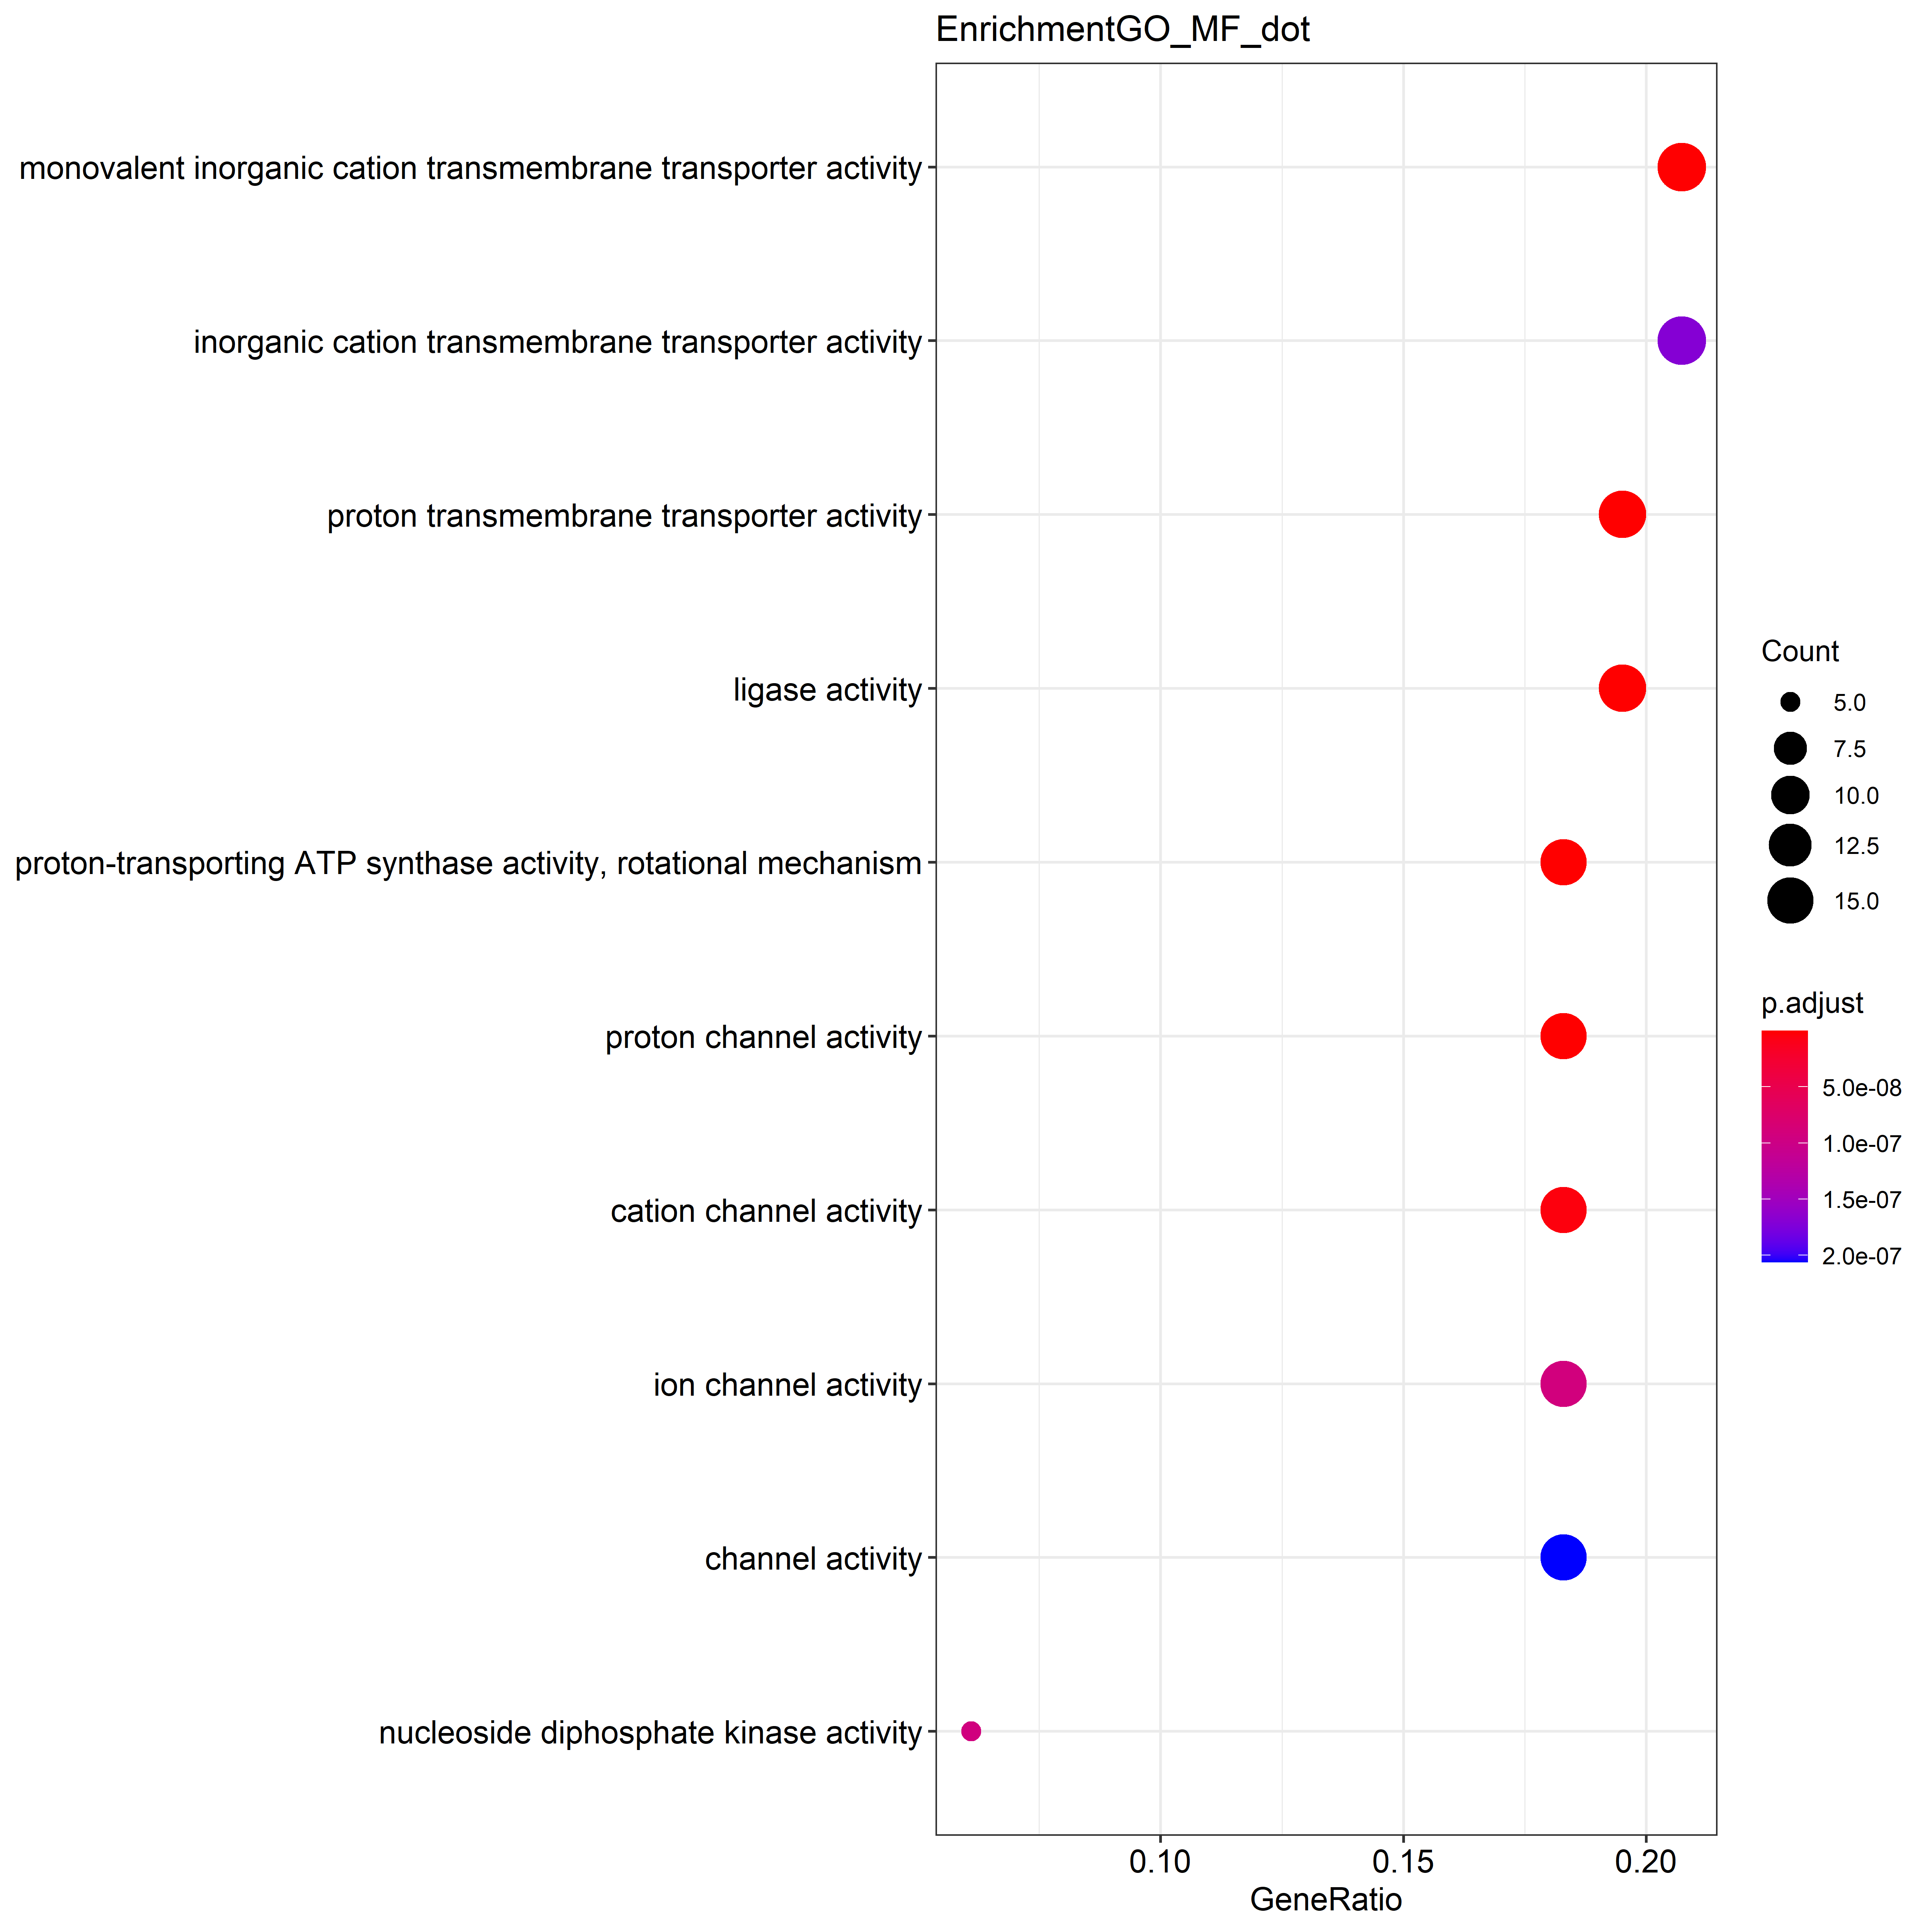 EnrichmentGO_MF_dot
monovalent inorganic cation transmembrane transporter activity
inorganic cation transmembrane transporter activity
proton transmembrane transporter activity
ligase activity
proton-transporting ATP synthase activity, rotational mechanism
proton channel activity
cation channel activity
ion channel activity
channel activity
nucleoside diphosphate kinase activity
0.10 0.15 0.20
GeneRatio
Count
5.0
7.5
10.0
12.5
15.0
p.adjust
5.0e-08
1.0e-07
1.5e-07
2.0e-07